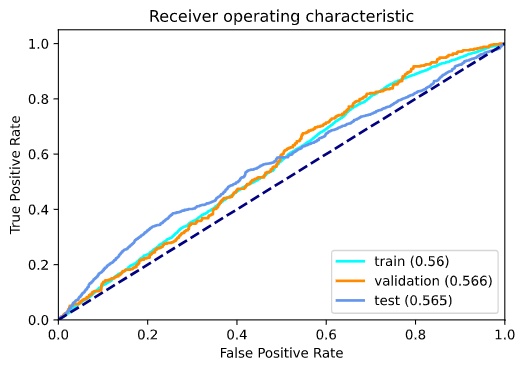 Receiver operating characteristic
True Positive Rate
1.0
0.8
0.6
0.4
0.2
0.0
train (0.56)
validation (0.566)
test (0.565)
0.0 0.2 0.4 0.6 0.8 1.0
False Positive Rate